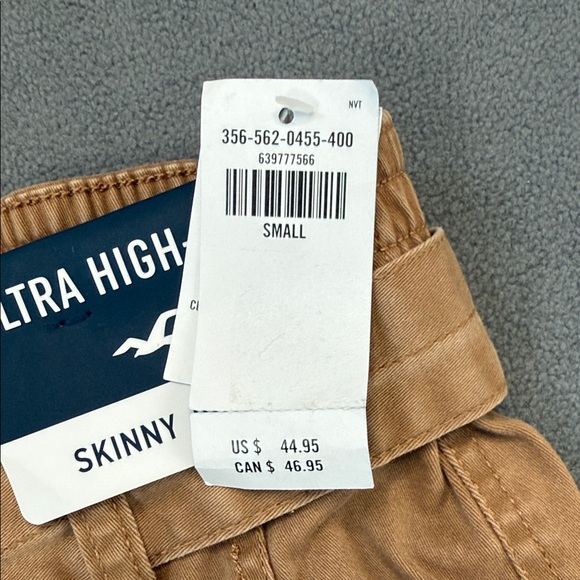 NVT
356-562-0455-400
639777566
SMALL
LTRA HIGH-
SKINNY
US $ 44.95
CAN $ 46.95